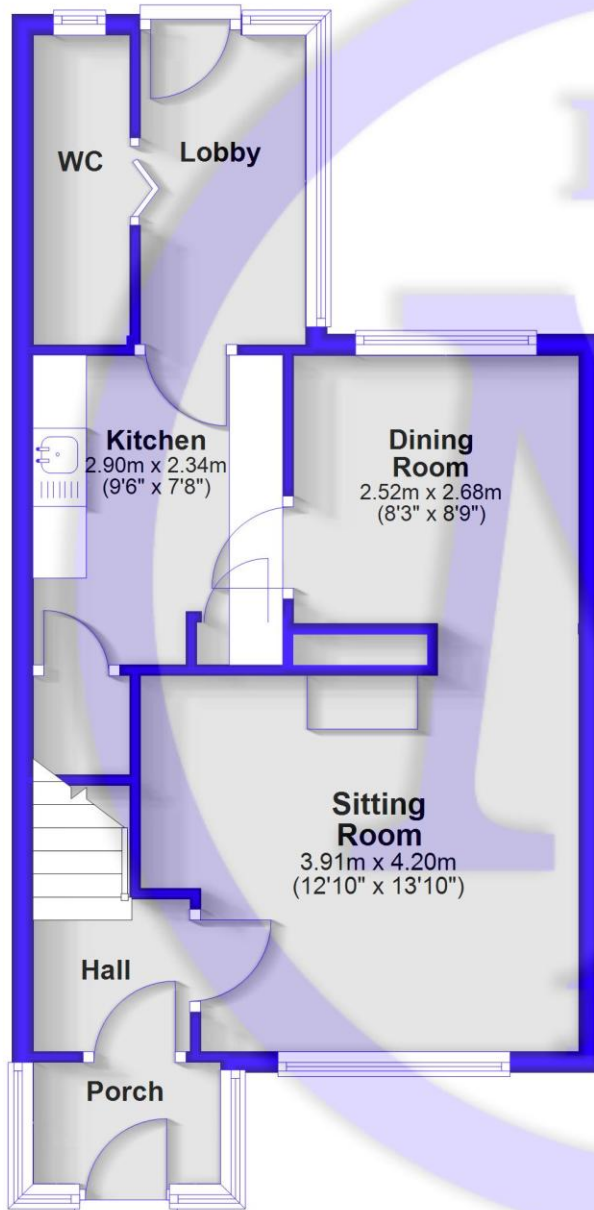 WC
Lobby
Kitchen
2.90m x 2.34m
(9'6" x 7'8")
Dining
Room
2.52m x 2.68m
(8'3" x 8'9")
Sitting
Room
3.91m x 4.20m
(12'10" x 13'10")
Hall
Porch